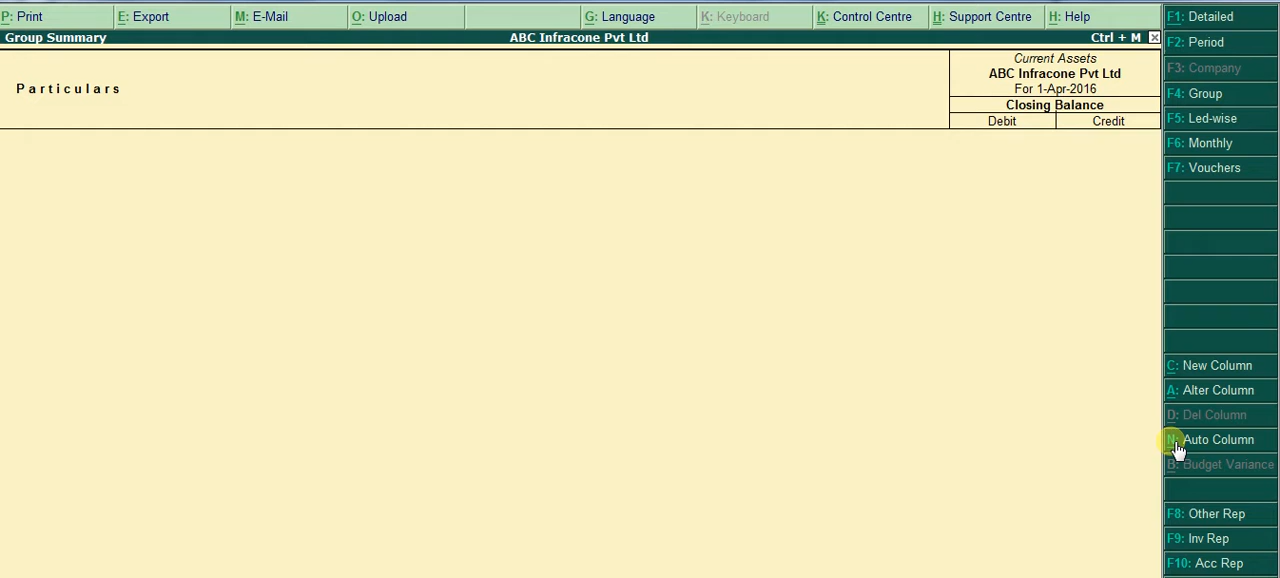 P: Print E: Export M: E-Mail O: Upload G: Language K: Keyboard K: Control Centre H: Support Centre H: Help
Group Summary ABC Infracone Pvt Ltd Ctrl + M
Particulars
Current Assets
ABC Infracone Pvt Ltd
For 1-Apr-2016
Closing Balance
Debit Credit
F1: Detailed
F2: Period
F3: Company
F4: Group
F5: Led-wise
F6: Monthly
F7: Vouchers
C: New Column
A: Alter Column
D: Del Column
N: Auto Column
B: Budget Variance
F8: Other Rep
F9: Inv Rep
F10: Acc Rep